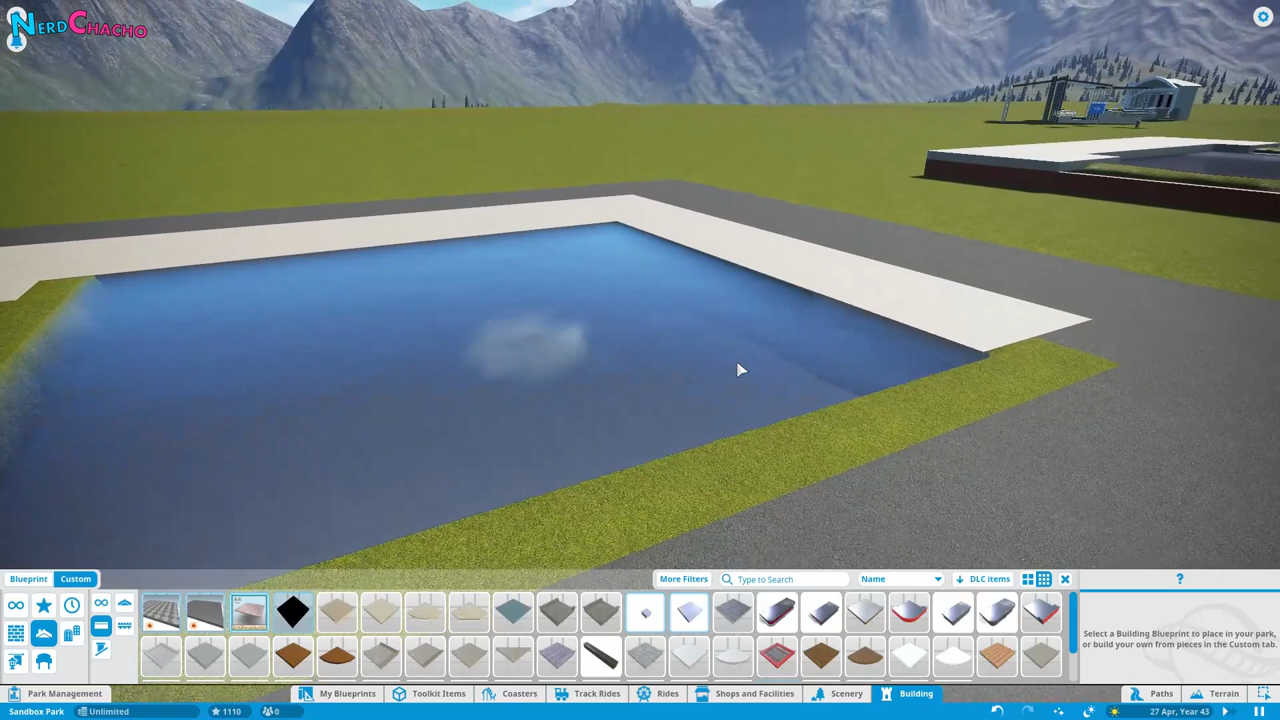 NERDCHACHO
Blueprint
Custom
More Filters
Type to Search
Name
DLC items
?
Select a Building Blueprint to place in your park,
or build your own from pieces in the Custom tab.
Park Management
My Blueprints
Toolkit Items
Coasters
Track Rides
Rides
Shops and Facilities
Scenery
Building
Paths
Terrain
Sandbox Park
Unlimited
1110
0
27 Apr, Year 43